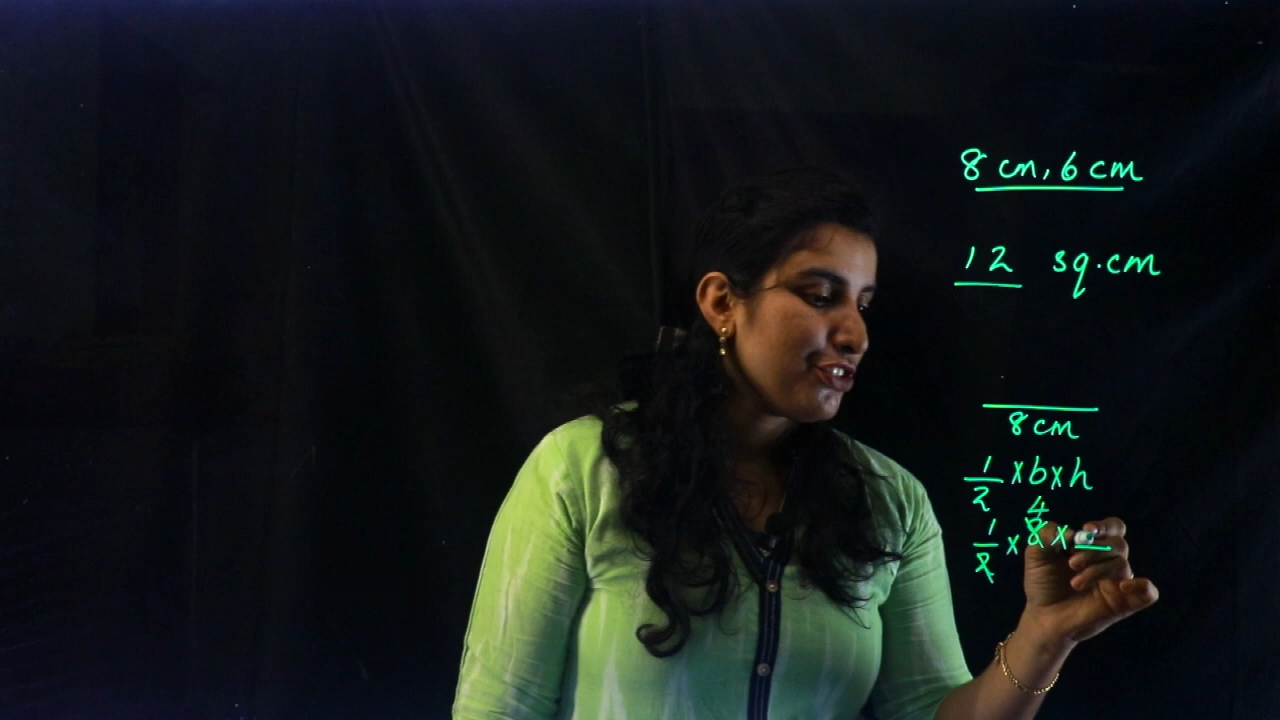 8 cm, 6 cm
12 sq.cm
8 cm
1/2 x b x h
4
1/2 x 8 x